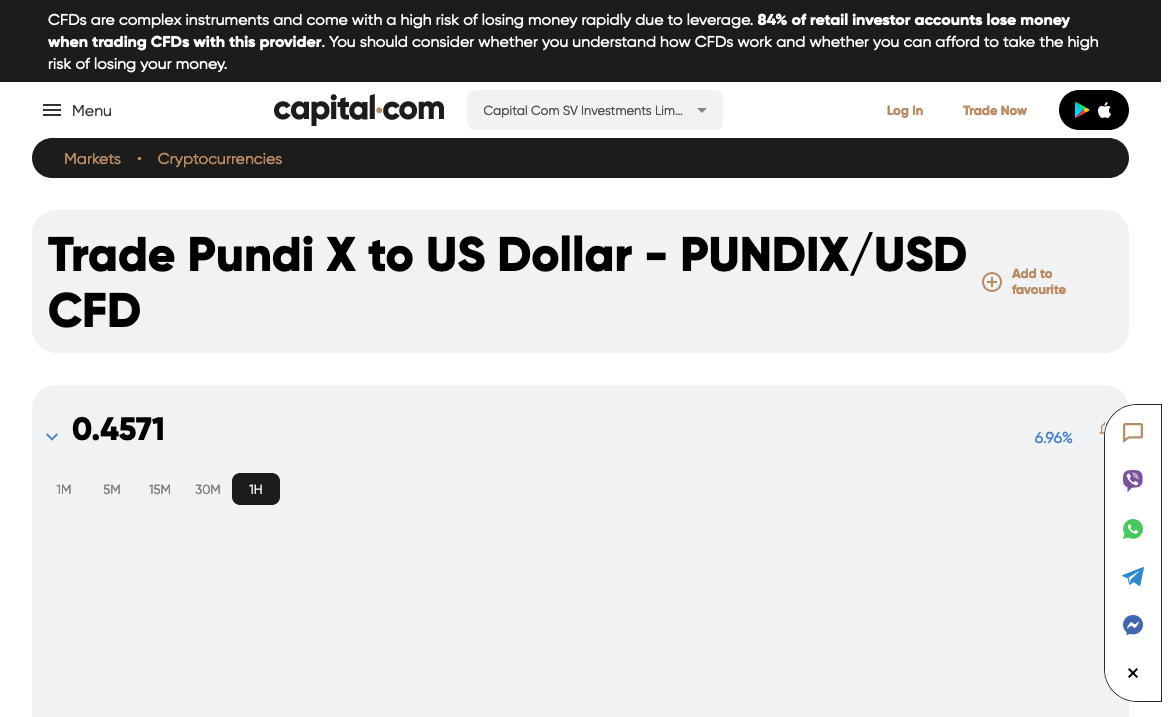 CFDs are complex instruments and come with a high risk of losing money rapidly due to leverage. 84% of retail investor accounts lose money
when trading CFDs with this provider. You should consider whether you understand how CFDs work and whether you can afford to take the high
risk of losing your money.
Menu
capital.com
Capital Com SV Investments Lim...
Log In
Trade Now
Markets • Cryptocurrencies
Trade Pundi X to US Dollar - PUNDIX/USD
CFD
Add to
favourite
0.4571
6.96%
1M 5M 15M 30M 1H